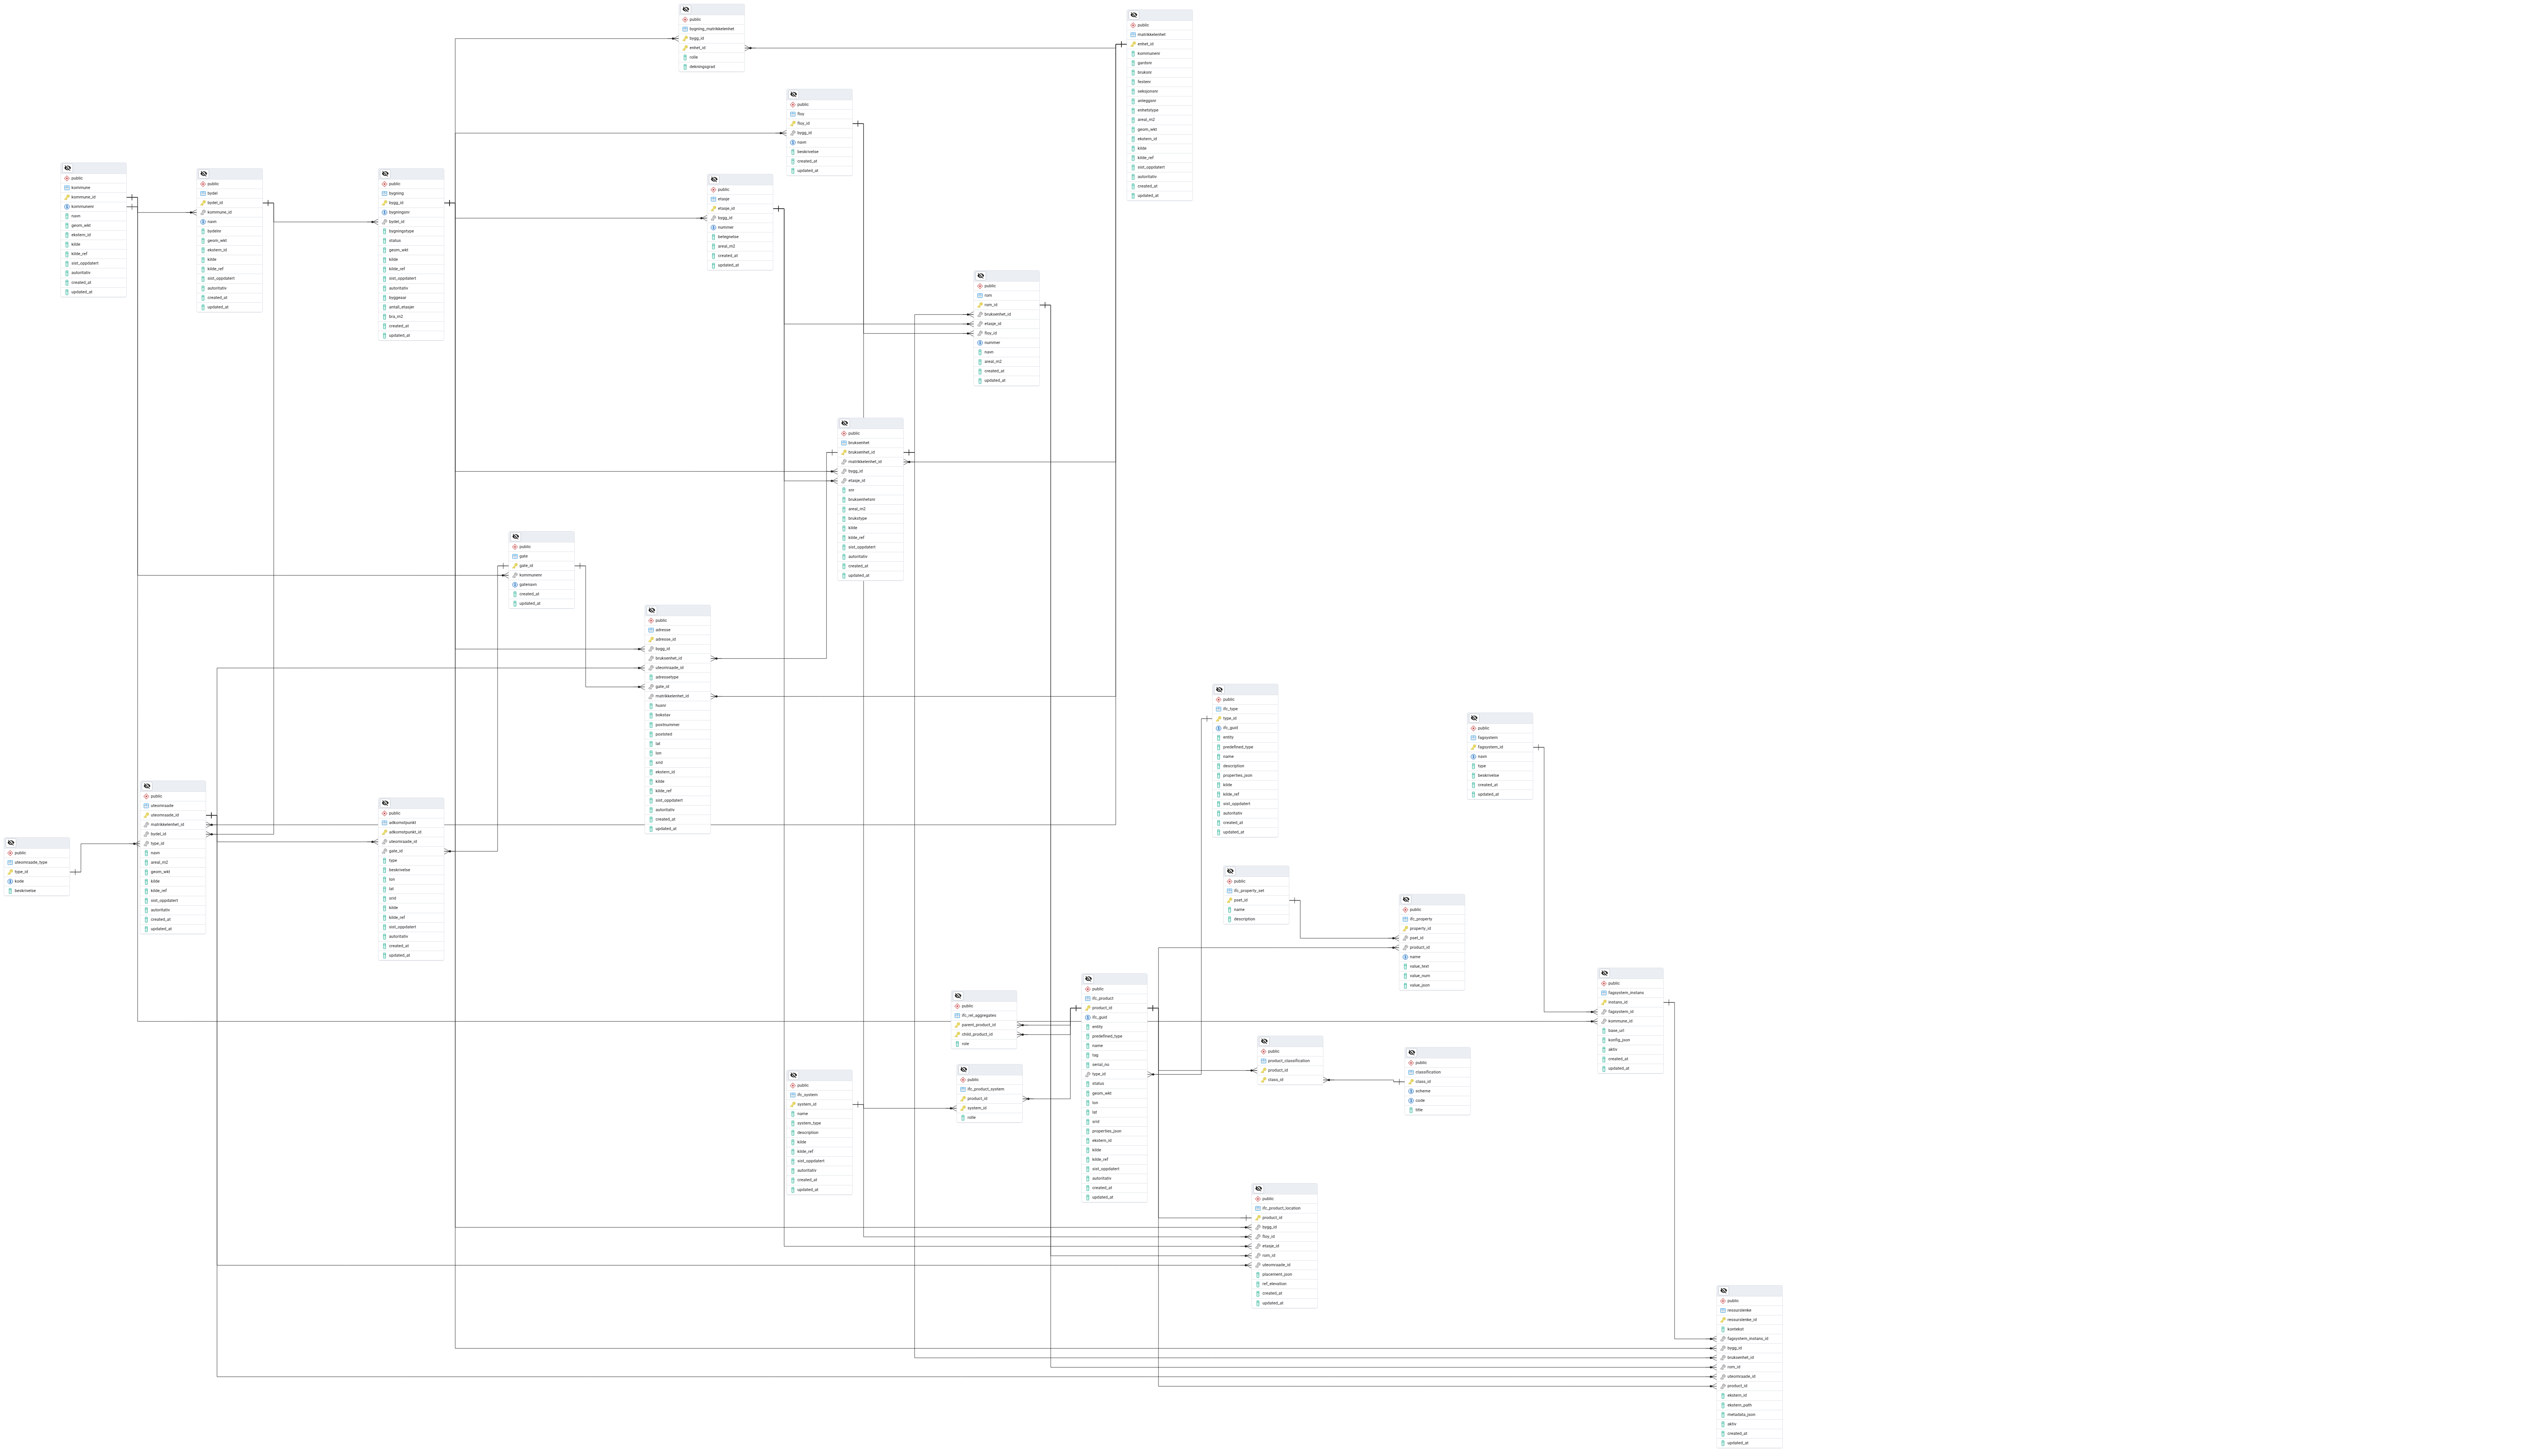 public
bygning_matrikkelenhet
bygg_id
enhet_id
rolle
dekningsgrad
public
matrikkelenhet
enhet_id
kommunenr
gardsnr
bruksnr
festenr
seksjonsnr
anleggsnr
enhetstype
areal_m2
geom_wkt
ekstern_id
kilde
kilde_ref
sist_oppdatert
autoritativ
created_at
updated_at
public
floy
floy_id
bygg_id
navn
beskrivelse
created_at
updated_at
public
kommune
kommune_id
kommunenr
navn
geom_wkt
ekstern_id
kilde
kilde_ref
sist_oppdatert
autoritativ
created_at
updated_at
public
bydel
bydel_id
kommune_id
navn
bydelnr
geom_wkt
ekstern_id
kilde
kilde_ref
sist_oppdatert
autoritativ
created_at
updated_at
public
bygning
bygg_id
bygningsnr
bydel_id
bygningstype
status
geom_wkt
kilde
kilde_ref
sist_oppdatert
autoritativ
byggeaar
antall_etasjer
bra_m2
created_at
updated_at
public
etasje
etasje_id
bygg_id
nummer
betegnelse
areal_m2
created_at
updated_at
public
rom
rom_id
bruksenhet_id
etasje_id
floy_id
nummer
navn
areal_m2
created_at
updated_at
public
bruksenhet
bruksenhet_id
matrikkelenhet_id
bygg_id
etasje_id
snr
bruksenhetsnr
areal_m2
brukstype
kilde
kilde_ref
sist_oppdatert
autoritativ
created_at
updated_at
public
gate
gate_id
kommunenr
gatenavn
created_at
updated_at
public
adresse
adresse_id
bygg_id
bruksenhet_id
uteomraade_id
adressetype
gate_id
matrikkelenhet_id
husnr
bokstav
postnummer
poststed
lat
lon
srid
ekstern_id
kilde
kilde_ref
sist_oppdatert
autoritativ
created_at
updated_at
public
ifc_type
type_id
ifc_guid
entity
predefined_type
name
description
properties_json
kilde
kilde_ref
sist_oppdatert
autoritativ
created_at
updated_at
public
fagsystem
fagsystem_id
navn
type
beskrivelse
created_at
updated_at
public
uteomraade
uteomraade_id
matrikkelenhet_id
bydel_id
type_id
navn
areal_m2
geom_wkt
kilde
kilde_ref
sist_oppdatert
autoritativ
created_at
updated_at
public
adkomstpunkt
adkomstpunkt_id
uteomraade_id
gate_id
type
beskrivelse
lon
lat
srid
kilde
kilde_ref
sist_oppdatert
autoritativ
created_at
updated_at
public
uteomraade_type
type_id
kode
beskrivelse
public
ifc_property_set
pset_id
name
description
public
ifc_property
property_id
pset_id
product_id
name
value_text
value_num
value_json
public
fagsystem_instans
instans_id
fagsystem_id
kommune_id
base_url
konfig_json
aktiv
created_at
updated_at
public
ifc_product
product_id
ifc_guid
entity
predefined_type
name
tag
serial_no
type_id
status
geom_wkt
lon
lat
srid
properties_json
ekstern_id
kilde
kilde_ref
sist_oppdatert
autoritativ
created_at
updated_at
public
ifc_rel_aggregates
parent_product_id
child_product_id
role
public
product_classification
product_id
class_id
public
classification
class_id
scheme
code
title
public
ifc_product_system
product_id
system_id
role
public
ifc_system
system_id
name
system_type
description
kilde
kilde_ref
sist_oppdatert
autoritativ
created_at
updated_at
public
ifc_product_location
product_id
bygg_id
floy_id
etasje_id
rom_id
uteomraade_id
placement_json
ref_elevation
created_at
updated_at
public
ressurslenke
ressurslenke_id
kontekst
fagsystem_instans_id
bygg_id
bruksenhet_id
rom_id
uteomraade_id
product_id
ekstern_id
ekstern_path
metadata_json
aktiv
created_at
updated_at